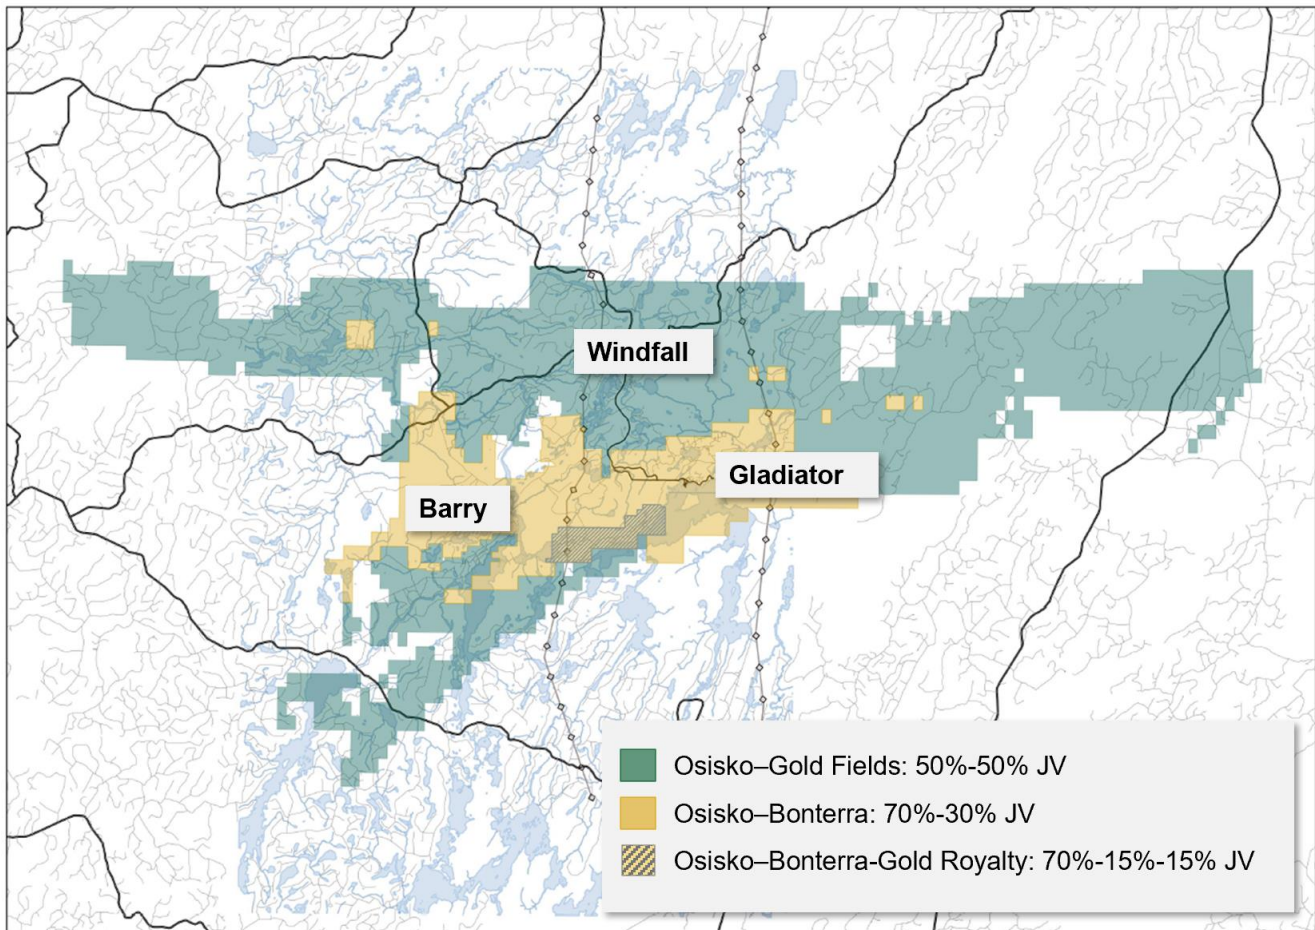 Windfall
Gladiator
Barry
Osisko–Gold Fields: 50%-50% JV
Osisko–Bonterra: 70%-30% JV
Osisko–Bonterra-Gold Royalty: 70%-15%-15% JV